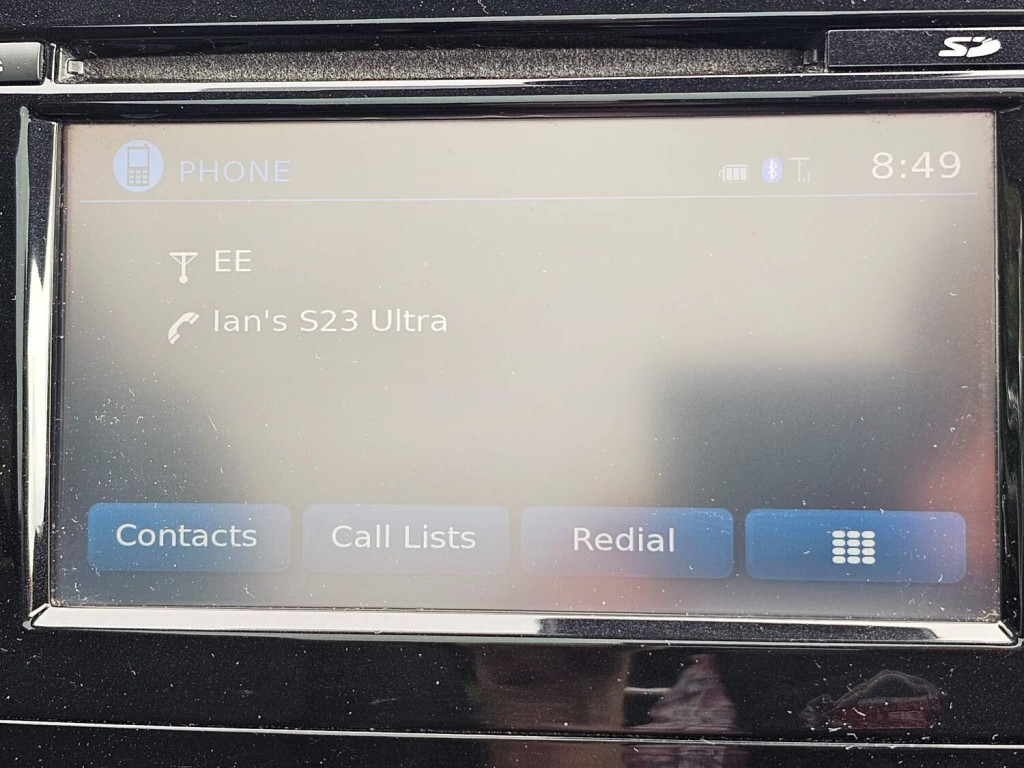 SD
PHONE
8:49
EE
Ian's S23 Ultra
Contacts
Call Lists
Redial